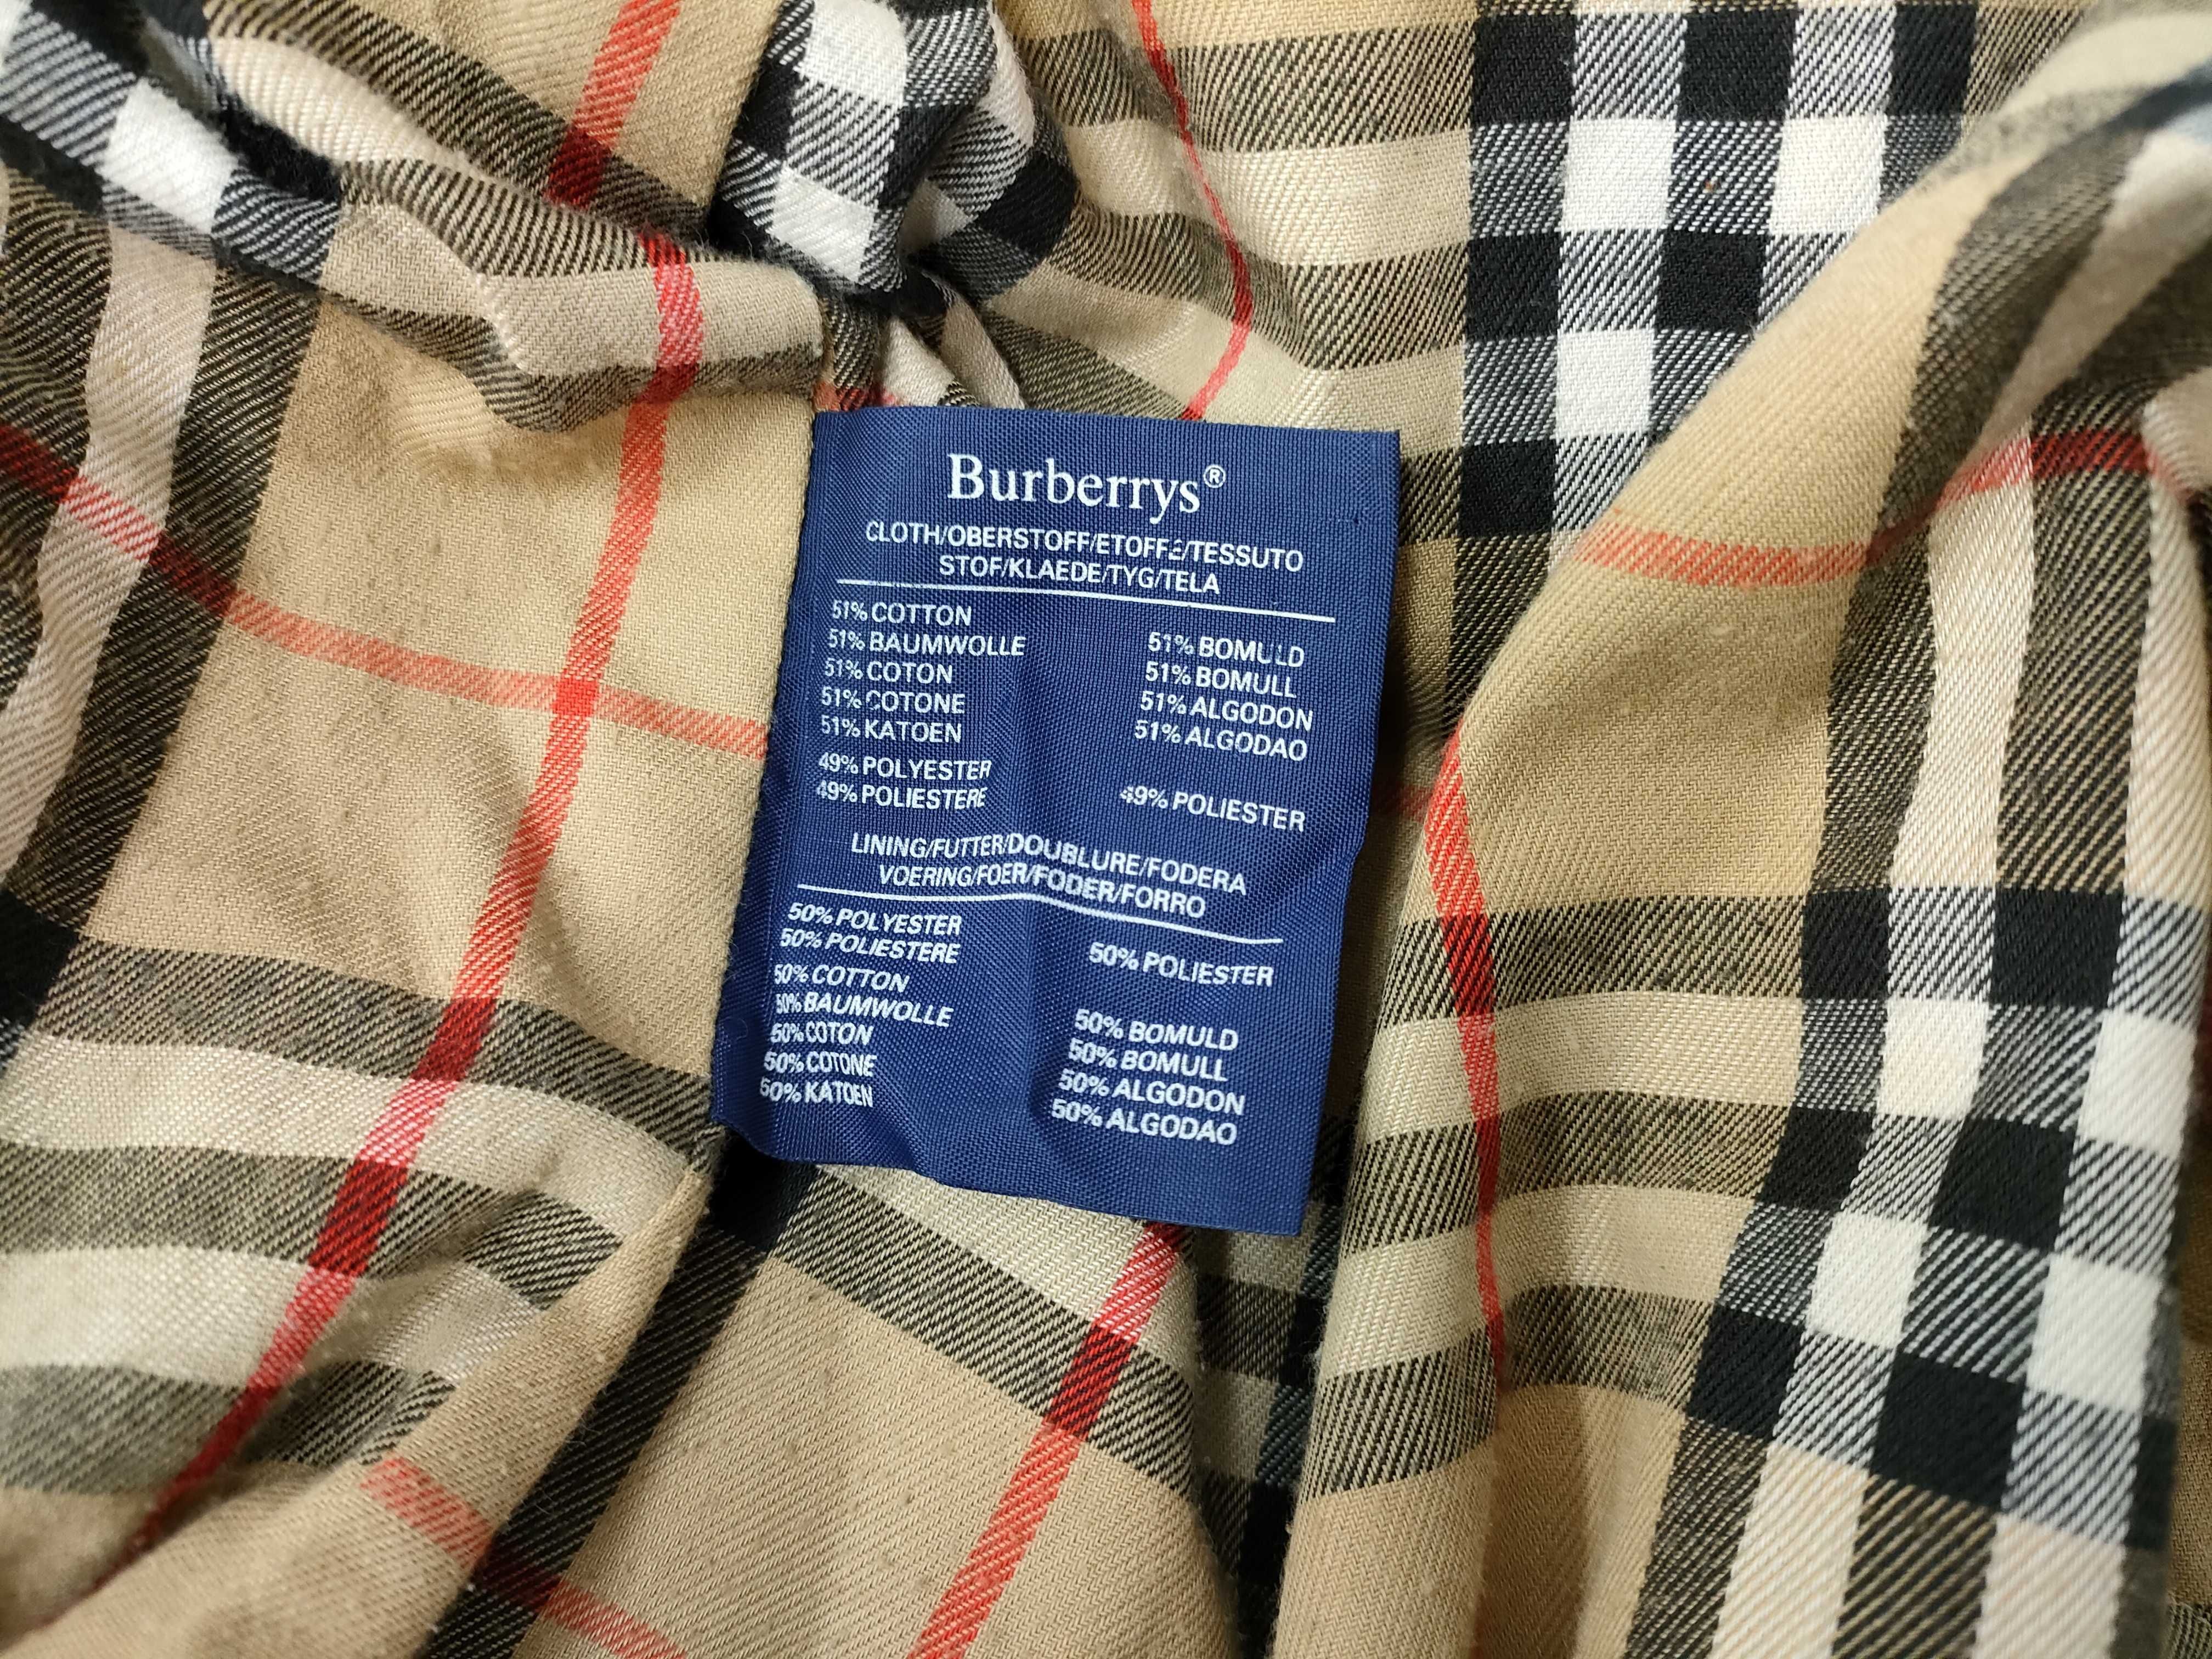 Burberrys®
CLOTH/OBERSTOFF/ETOFFE/TESSUTO
STOF/KLAEDE/TYG/TELA
51% COTTON
51% BAUMWOLLE
51% COTON
51% COTONE
51% KATOEN
49% POLYESTER
49% POLIESTERE
51% BOMULD
51% BOMULL
51% ALGODON
51% ALGODAO
49% POLIESTER
LINING/FUTTER/DOUBLURE/FODERA
VOERING/FOER/FODER/FORRO
50% POLYESTER
50% POLIESTERE
50% COTTON
50% BAUMWOLLE
50% COTON
50% COTONE
50% KATOEN
50% POLIESTER
50% BOMULD
50% BOMULL
50% ALGODON
50% ALGODAO